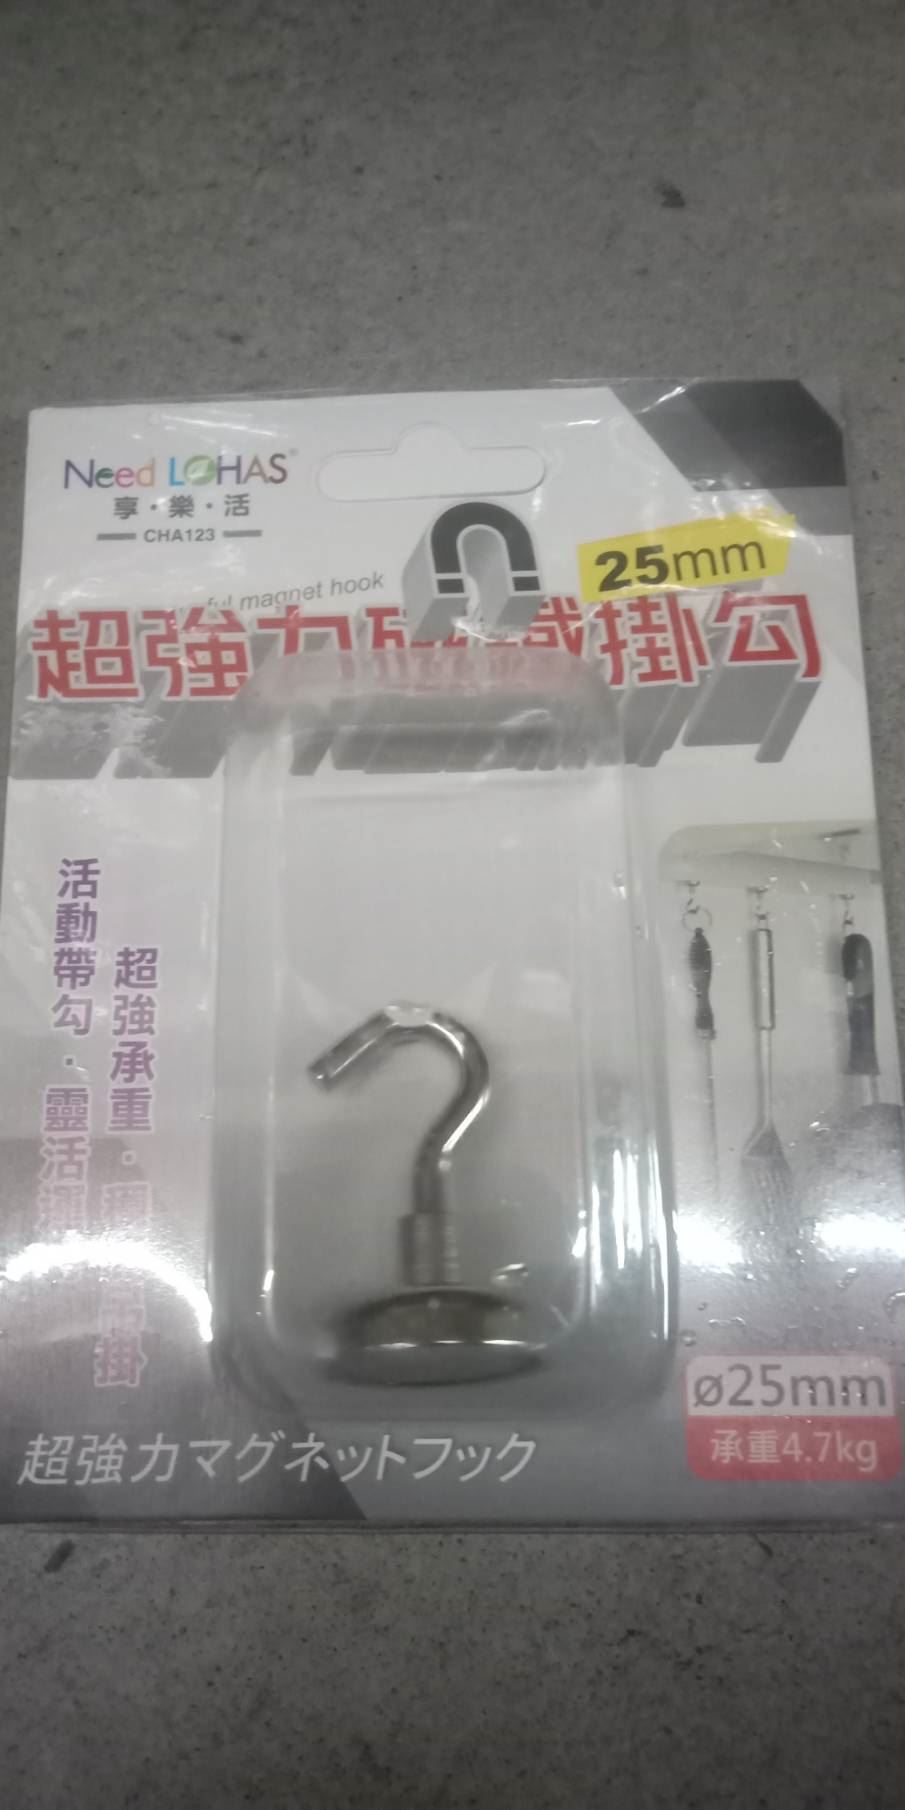 Need LOHAS®
享·樂·活
CHA123
magnet hook
25mm
超強力磁鐵掛勾
超強承重·
掛
活動帶勾·靈活
超強力マグネットフック
ø25mm
承重4.7kg